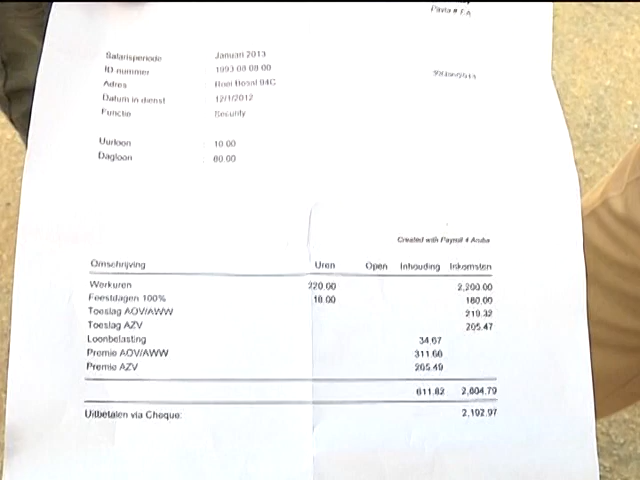 Salarisperiode : Januari 2013
ID nummer : 1993 08 08 00
Adres : Rooi Bosal 84C
Datum in dienst : 12/1/2012
Functie : Security
Uurloon : 10.00
Dagloon : 80.00
Created with Payroll 4 Aruba
Omschrijving Uren Open Inhouding Inkomsten
Werkuren 220.00 2,200.00
Feestdagen 100% 18.00 180.00
Toeslag AOV/AWW 219.32
Toeslag AZV 205.47
Loonbelasting 34.67
Premie AOV/AWW 311.66
Premie AZV 265.49
611.82 2,804.79
Uitbetalen via Cheque: 2,192.97